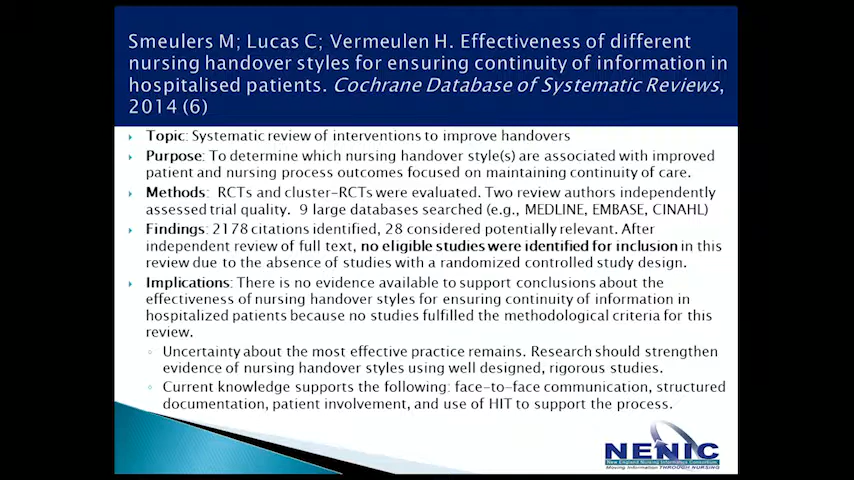 Smeulers M; Lucas C; Vermeulen H. Effectiveness of different
nursing handover styles for ensuring continuity of information in
hospitalised patients. Cochrane Database of Systematic Reviews,
2014 (6)
Topic: Systematic review of interventions to improve handovers
Purpose: To determine which nursing handover style(s) are associated with improved
patient and nursing process outcomes focused on maintaining continuity of care.
Methods: RCTs and cluster-RCTs were evaluated. Two review authors independently
assessed trial quality. 9 large databases searched (e.g., MEDLINE, EMBASE, CINAHL)
Findings: 2178 citations identified, 28 considered potentially relevant. After
independent review of full text, no eligible studies were identified for inclusion in this
review due to the absence of studies with a randomized controlled study design.
Implications: There is no evidence available to support conclusions about the
effectiveness of nursing handover styles for ensuring continuity of information in
hospitalized patients because no studies fulfilled the methodological criteria for this
review.
Uncertainty about the most effective practice remains. Research should strengthen
evidence of nursing handover styles using well designed, rigorous studies.
Current knowledge supports the following: face-to-face communication, structured
documentation, patient involvement, and use of HIT to support the process.
NENIC
New England Nursing Informatics Consortium
Moving Information THROUGH NURSING